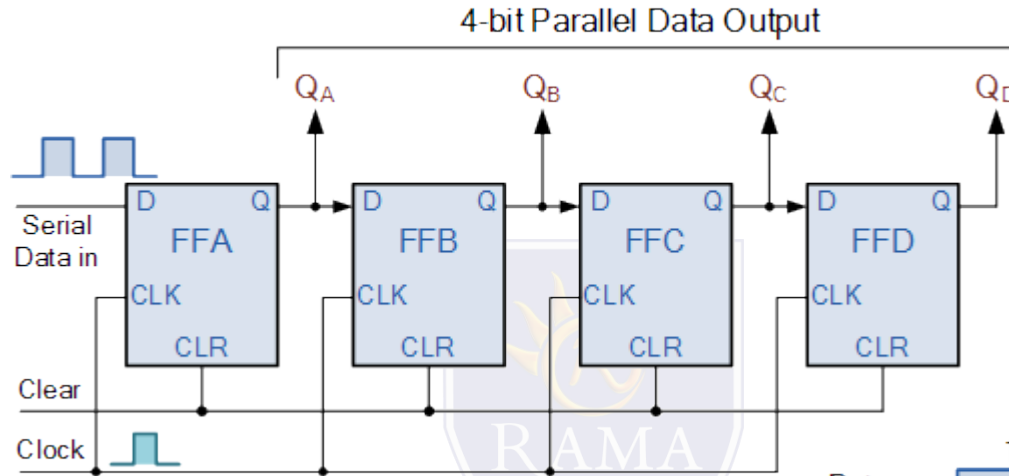 4-bit Parallel Data Output
QA QB QC QD
D Q D Q D Q D Q
Serial
Data in
FFA FFB FFC FFD
CLK CLK CLK CLK
CLR CLR CLR CLR
Clear
RAMA
Clock